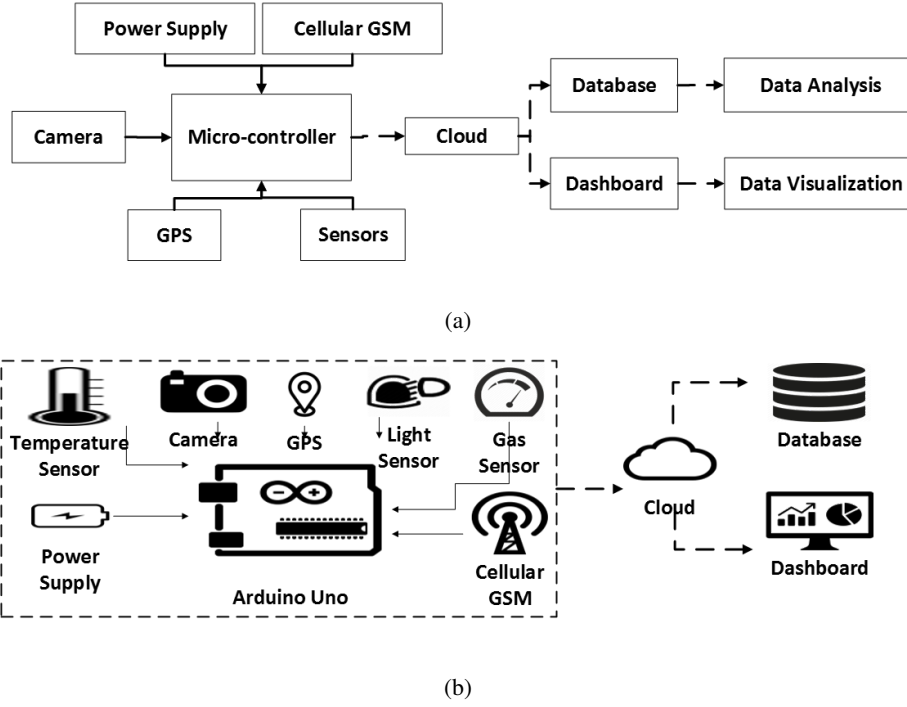 Power Supply
Cellular GSM
Camera
Micro-controller
Cloud
Database
Data Analysis
Dashboard
Data Visualization
GPS
Sensors
(a)
Temperature
Sensor
Camera
GPS
Light
Sensor
Gas
Sensor
Power
Supply
Arduino Uno
Cellular
GSM
Cloud
Database
Dashboard
(b)